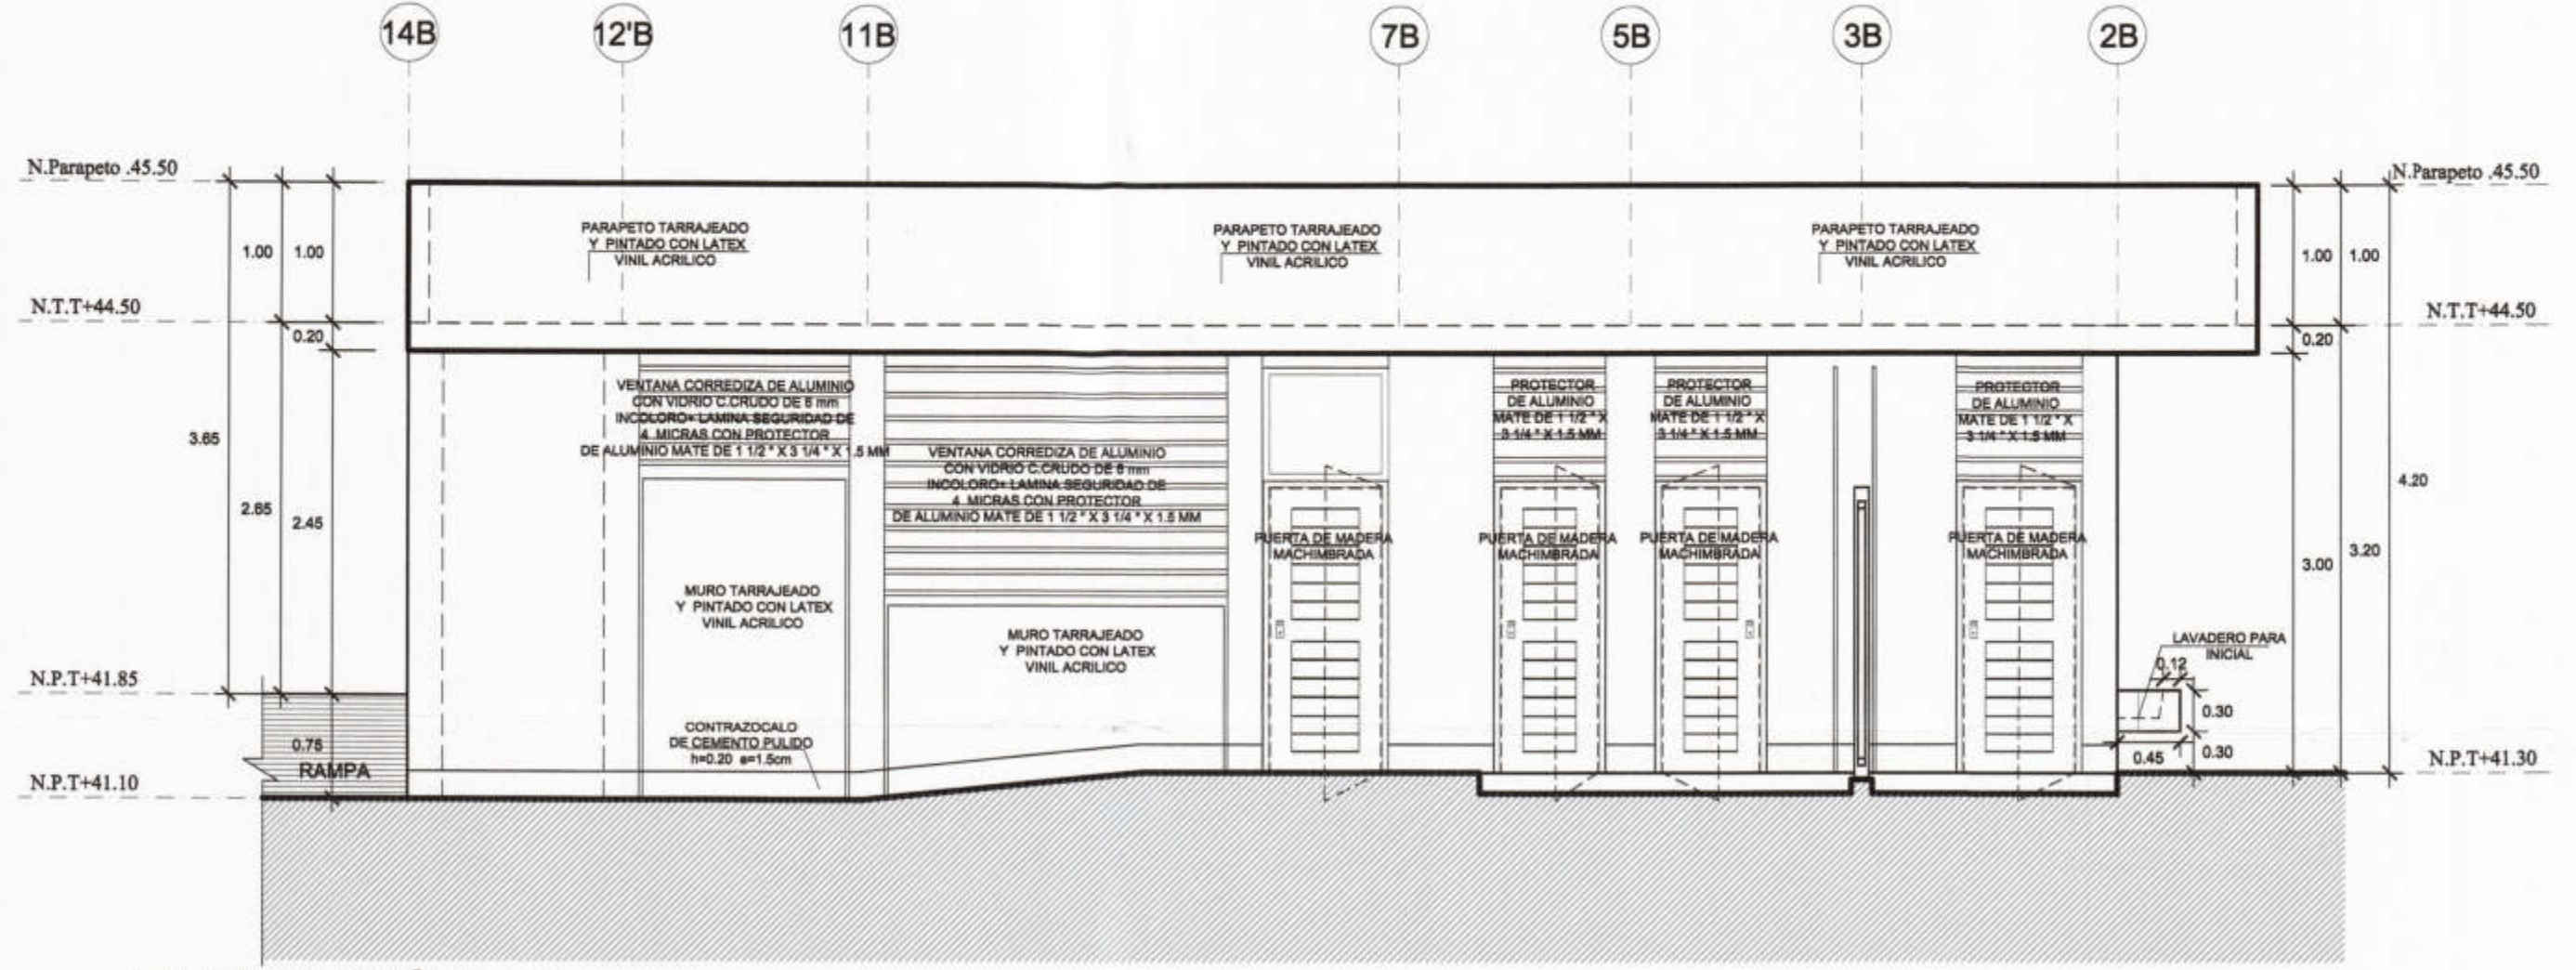 14B
12'B
11B
7B
5B
3B
2B
N.Parapeto .45.50
N.Parapeto .45.50
PARAPETO TARRAJEADO
Y PINTADO CON LATEX
VINIL ACRILICO
PARAPETO TARRAJEADO
Y PINTADO CON LATEX
VINIL ACRILICO
PARAPETO TARRAJEADO
Y PINTADO CON LATEX
VINIL ACRILICO
1.00
1.00
1.00
1.00
N.T.T+44.50
N.T.T+44.50
0.20
0.20
VENTANA CORREDIZA DE ALUMINIO
CON VIDRIO C.CRUDO DE 6 mm
INCOLORO+ LAMINA SEGURIDAD DE
4 MICRAS CON PROTECTOR
DE ALUMINIO MATE DE 1 1/2 " X 3 1/4 " X 1.5 MM
VENTANA CORREDIZA DE ALUMINIO
CON VIDRIO C.CRUDO DE 6 mm
INCOLORO+ LAMINA SEGURIDAD DE
4 MICRAS CON PROTECTOR
DE ALUMINIO MATE DE 1 1/2 " X 3 1/4 " X 1.5 MM
PROTECTOR
DE ALUMINIO
MATE DE 1 1/2 " X
3 1/4 " X 1.5 MM
PROTECTOR
DE ALUMINIO
MATE DE 1 1/2 " X
3 1/4 " X 1.5 MM
PROTECTOR
DE ALUMINIO
MATE DE 1 1/2 " X
3 1/4 " X 1.5 MM
3.65
2.65
2.45
4.20
3.20
3.00
PUERTA DE MADERA
MACHIMBRADA
PUERTA DE MADERA
MACHIMBRADA
PUERTA DE MADERA
MACHIMBRADA
PUERTA DE MADERA
MACHIMBRADA
MURO TARRAJEADO
Y PINTADO CON LATEX
VINIL ACRILICO
MURO TARRAJEADO
Y PINTADO CON LATEX
VINIL ACRILICO
LAVADERO PARA
INICIAL
0.12
0.30
0.30
0.45
N.P.T+41.85
CONTRAZOCALO
DE CEMENTO PULIDO
h=0.20 e=1.5cm
0.75
RAMPA
N.P.T+41.10
N.P.T+41.30